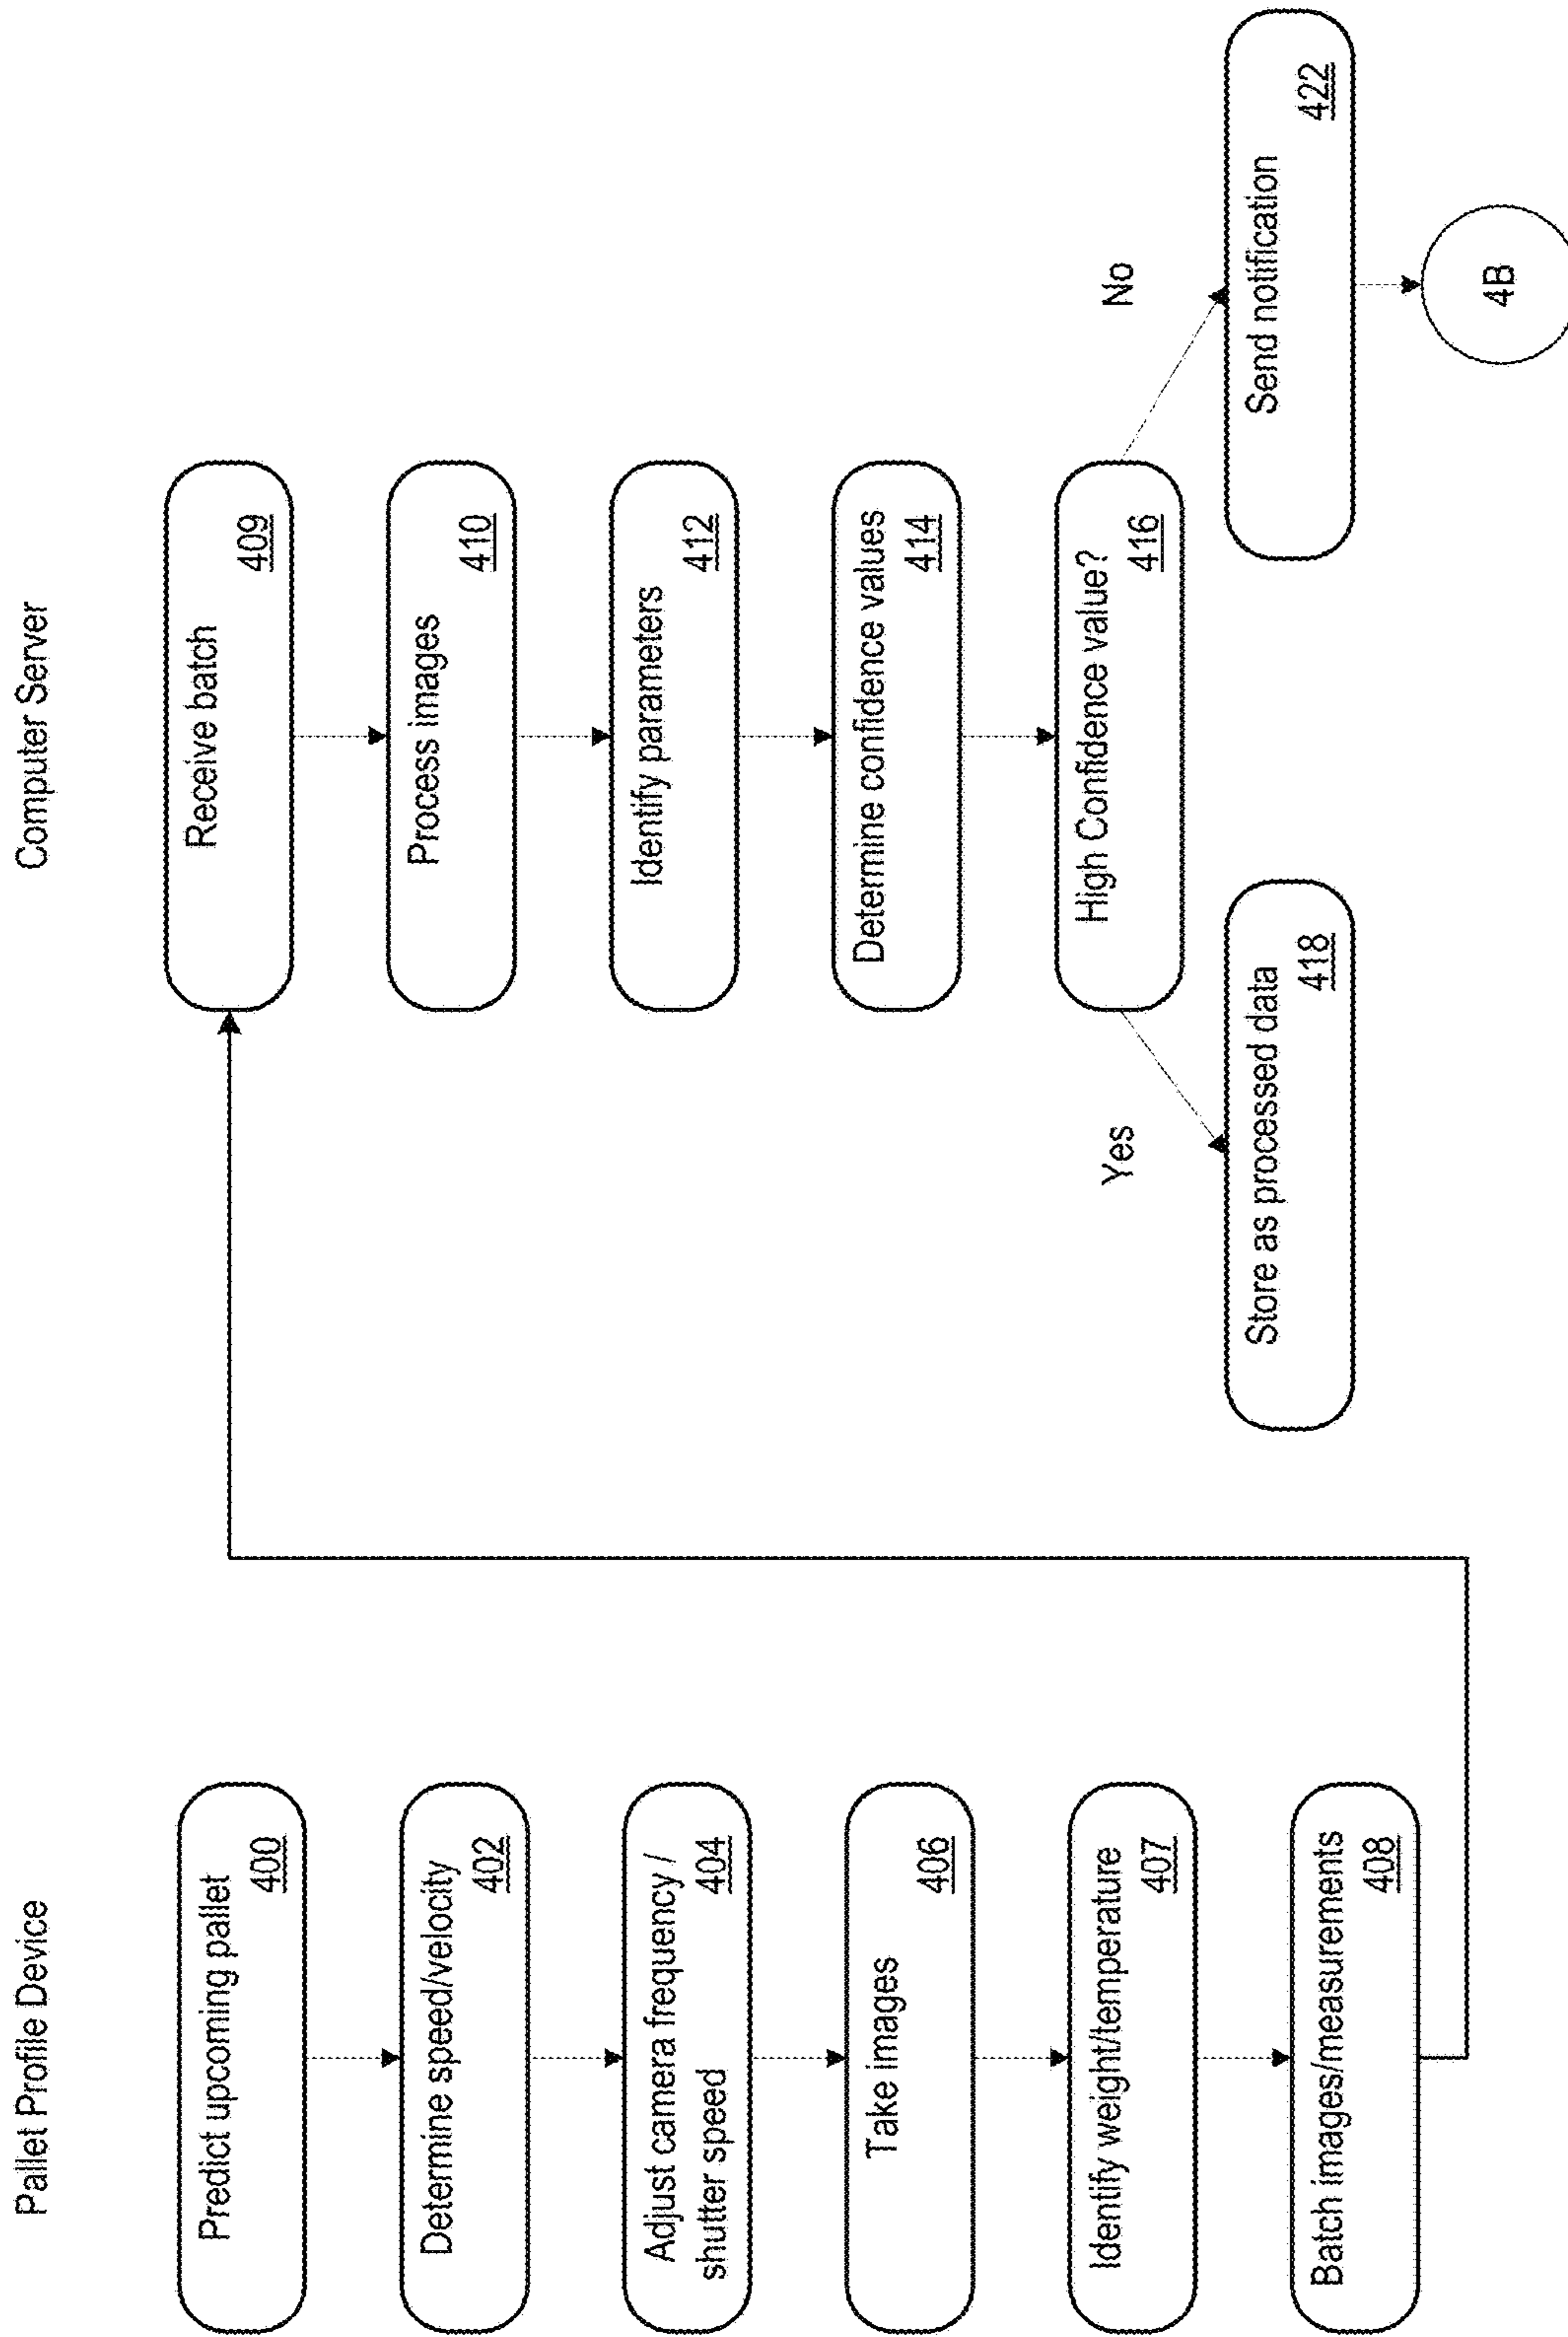 Pallet Profile Device
Predict upcoming pallet
400
Determine speed/velocity
402
Adjust camera frequency /
shutter speed
404
Take images
406
Identify weight/temperature
407
Batch images/measurements
408
Computer Server
Receive batch
409
Process images
410
Identify parameters
412
Determine confidence values
414
High Confidence value?
416
Yes
No
Store as processed data
418
Send notification
422
4B